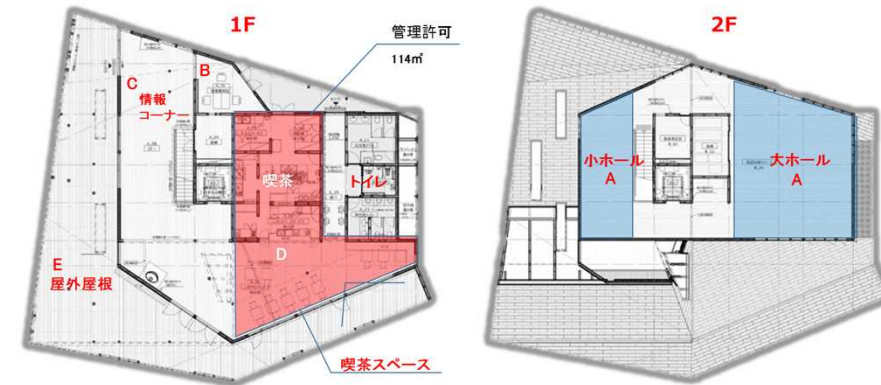 1F
2F
管理許可
114㎡
B
C
情報
コーナー
喫茶
トイレ
小ホール
A
大ホール
A
D
E
屋外屋根
喫茶スペース